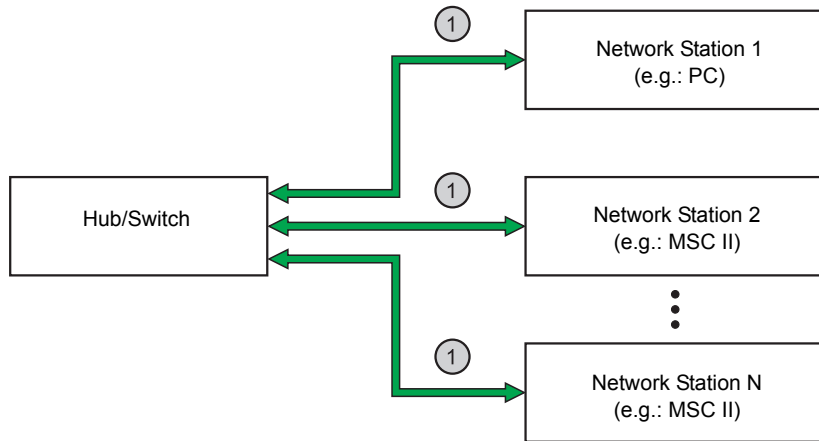 1
Network Station 1
(e.g.: PC)
Hub/Switch
1
Network Station 2
(e.g.: MSC II)
1
Network Station N
(e.g.: MSC II)